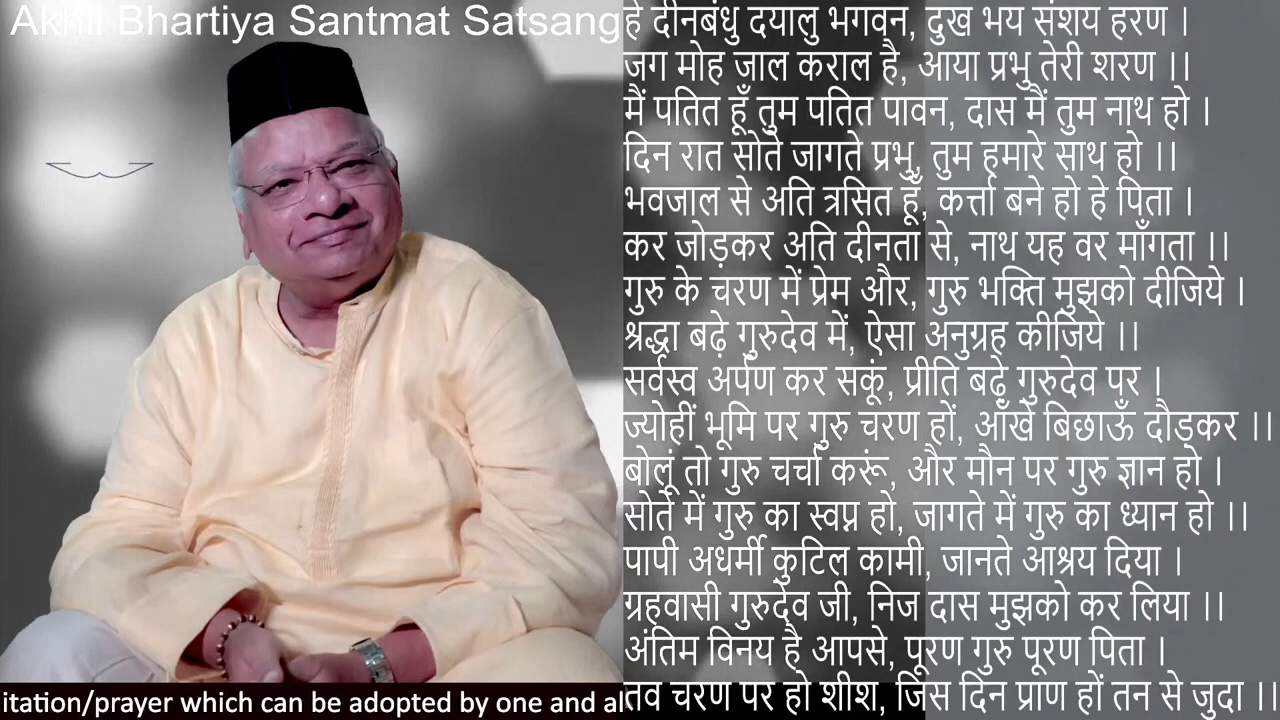 Akhil Bhartiya Santmat Satsang
हे दीनबंधु दयालु भगवन, दुख भय संशय हरण ।
जग मोह जाल कराल है, आया प्रभु तेरी शरण ।।
मैं पतित हूँ तुम पतित पावन, दास मैं तुम नाथ हो ।
दिन रात सोते जागते प्रभु, तुम हमारे साथ हो ।।
भवजाल से अति त्रसित हूँ, कर्त्ता बने हो हे पिता ।
कर जोड़कर अति दीनता से, नाथ यह वर माँगता ।।
गुरु के चरण में प्रेम और, गुरु भक्ति मुझको दीजिये ।
श्रद्धा बढ़े गुरुदेव में, ऐसा अनुग्रह कीजिये ।।
सर्वस्व अर्पण कर सकूं, प्रीति बढ़े गुरुदेव पर ।
ज्योहीं भूमि पर गुरु चरण हों, आँखे बिछाऊँ दौड़कर ।।
बोलूं तो गुरु चर्चा करूं, और मौन पर गुरु ज्ञान हो ।
सोते में गुरु का स्वप्न हो, जागते में गुरु का ध्यान हो ।।
पापी अधर्मी कुटिल कामी, जानते आश्रय दिया ।
ग्रहवासी गुरुदेव जी, निज दास मुझको कर लिया ।।
अंतिम विनय है आपसे, पूरण गुरु पूरण पिता ।
तव चरण पर हो शीश, जिस दिन प्राण हों तन से जुदा ।।
itation/prayer which can be adopted by one and al